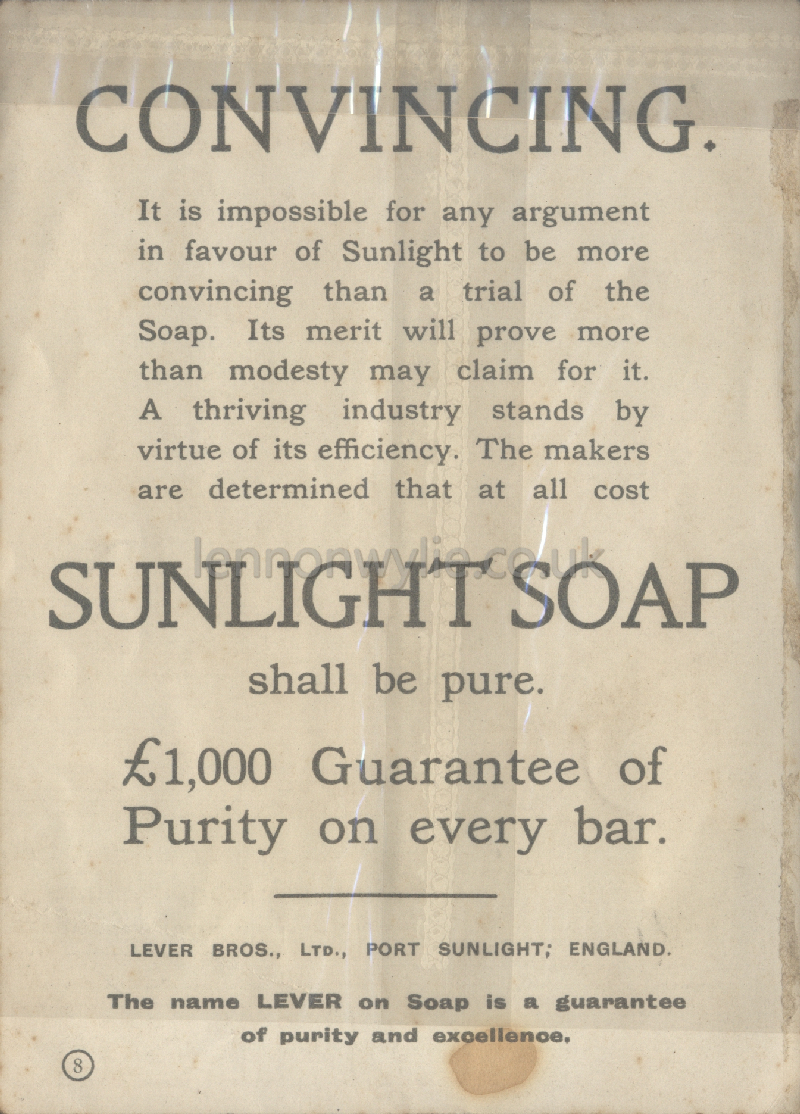 CONVINCING.
It is impossible for any argument
in favour of Sunlight to be more
convincing than a trial of the
Soap. Its merit will prove more
than modesty may claim for it.
A thriving industry stands by
virtue of its efficiency. The makers
are determined that at all cost
lennonwylie.co.uk
SUNLIGHT SOAP
shall be pure.
£1,000 Guarantee of
Purity on every bar.
LEVER BROS., LTD., PORT SUNLIGHT; ENGLAND.
The name LEVER on Soap is a guarantee
of purity and excellence.
8